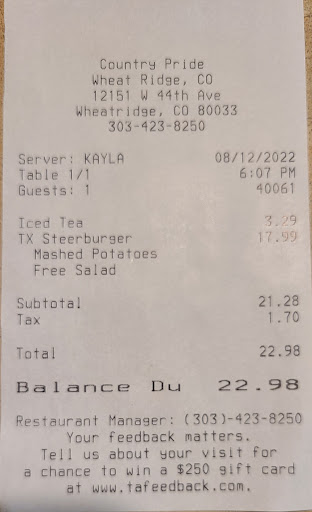 Country Pride
Wheat Ridge, CO
12151 W 44th Ave
Wheatridge, CO 80033
303-423-8250
Server: KAYLA 08/12/2022
Table 1/1 6:07 PM
Guests: 1 40061
Iced Tea 3.29
TX Steerburger 17.99
Mashed Potatoes
Free Salad
Subtotal 21.28
Tax 1.70
Total 22.98
Balance Du 22.98
Restaurant Manager: (303)-423-8250
Your feedback matters.
Tell us about your visit for
a chance to win a $250 gift card
at www.tafeedback.com.